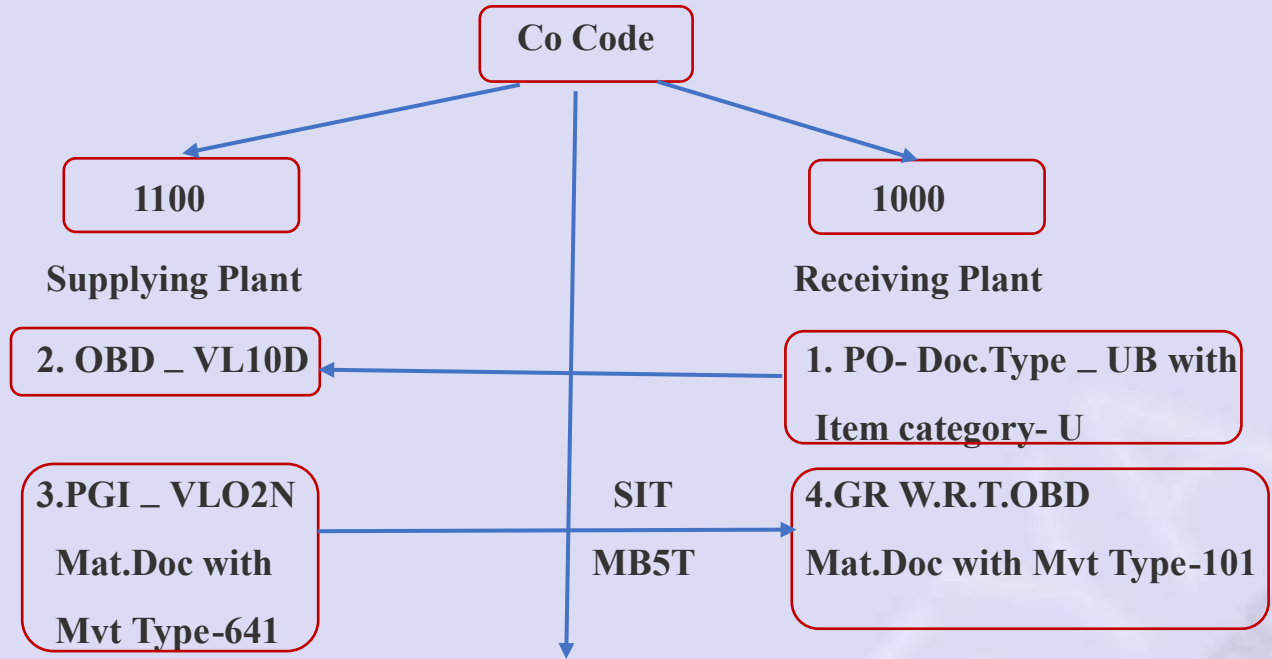 Co Code
1100
1000
Supplying Plant
Receiving Plant
2. OBD _ VL10D
1. PO- Doc.Type _ UB with
Item category- U
3.PGI _ VLO2N
Mat.Doc with
Mvt Type-641
SIT
MB5T
4.GR W.R.T.OBD
Mat.Doc with Mvt Type-101